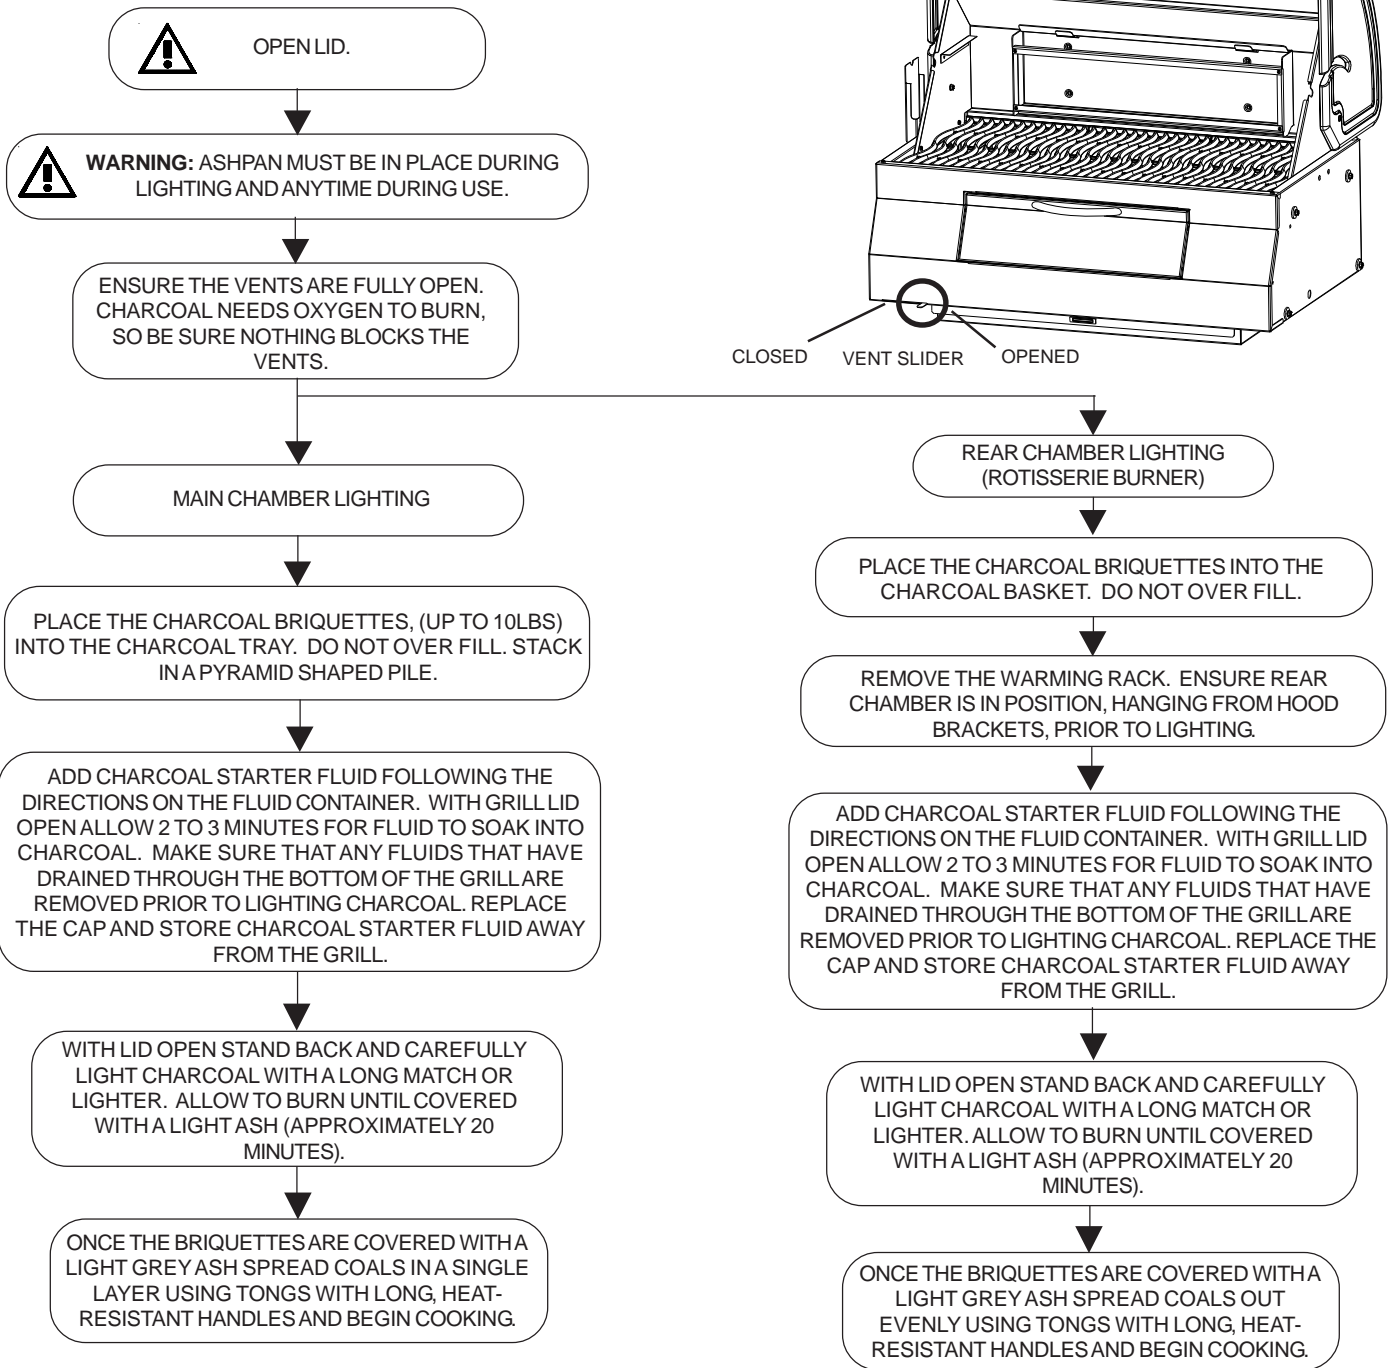 OPEN LID.
WARNING: ASHPAN MUST BE IN PLACE DURING
LIGHTING AND ANYTIME DURING USE.
ENSURE THE VENTS ARE FULLY OPEN.
CHARCOAL NEEDS OXYGEN TO BURN,
SO BE SURE NOTHING BLOCKS THE
VENTS.
CLOSED VENT SLIDER OPENED
MAIN CHAMBER LIGHTING
PLACE THE CHARCOAL BRIQUETTES, (UP TO 10LBS)
INTO THE CHARCOAL TRAY. DO NOT OVER FILL. STACK
IN A PYRAMID SHAPED PILE.
ADD CHARCOAL STARTER FLUID FOLLOWING THE
DIRECTIONS ON THE FLUID CONTAINER. WITH GRILL LID
OPEN ALLOW 2 TO 3 MINUTES FOR FLUID TO SOAK INTO
CHARCOAL. MAKE SURE THAT ANY FLUIDS THAT HAVE
DRAINED THROUGH THE BOTTOM OF THE GRILL ARE
REMOVED PRIOR TO LIGHTING CHARCOAL. REPLACE
THE CAP AND STORE CHARCOAL STARTER FLUID AWAY
FROM THE GRILL.
WITH LID OPEN STAND BACK AND CAREFULLY
LIGHT CHARCOAL WITH A LONG MATCH OR
LIGHTER. ALLOW TO BURN UNTIL COVERED
WITH A LIGHT ASH (APPROXIMATELY 20
MINUTES).
ONCE THE BRIQUETTES ARE COVERED WITH A
LIGHT GREY ASH SPREAD COALS IN A SINGLE
LAYER USING TONGS WITH LONG, HEAT-
RESISTANT HANDLES AND BEGIN COOKING.
REAR CHAMBER LIGHTING
(ROTISSERIE BURNER)
PLACE THE CHARCOAL BRIQUETTES INTO THE
CHARCOAL BASKET. DO NOT OVER FILL.
REMOVE THE WARMING RACK. ENSURE REAR
CHAMBER IS IN POSITION, HANGING FROM HOOD
BRACKETS, PRIOR TO LIGHTING.
ADD CHARCOAL STARTER FLUID FOLLOWING THE
DIRECTIONS ON THE FLUID CONTAINER. WITH GRILL LID
OPEN ALLOW 2 TO 3 MINUTES FOR FLUID TO SOAK INTO
CHARCOAL. MAKE SURE THAT ANY FLUIDS THAT HAVE
DRAINED THROUGH THE BOTTOM OF THE GRILL ARE
REMOVED PRIOR TO LIGHTING CHARCOAL. REPLACE THE
CAP AND STORE CHARCOAL STARTER FLUID AWAY
FROM THE GRILL.
WITH LID OPEN STAND BACK AND CAREFULLY
LIGHT CHARCOAL WITH A LONG MATCH OR
LIGHTER. ALLOW TO BURN UNTIL COVERED
WITH A LIGHT ASH (APPROXIMATELY 20
MINUTES).
ONCE THE BRIQUETTES ARE COVERED WITH A
LIGHT GREY ASH SPREAD COALS OUT
EVENLY USING TONGS WITH LONG, HEAT-
RESISTANT HANDLES AND BEGIN COOKING.